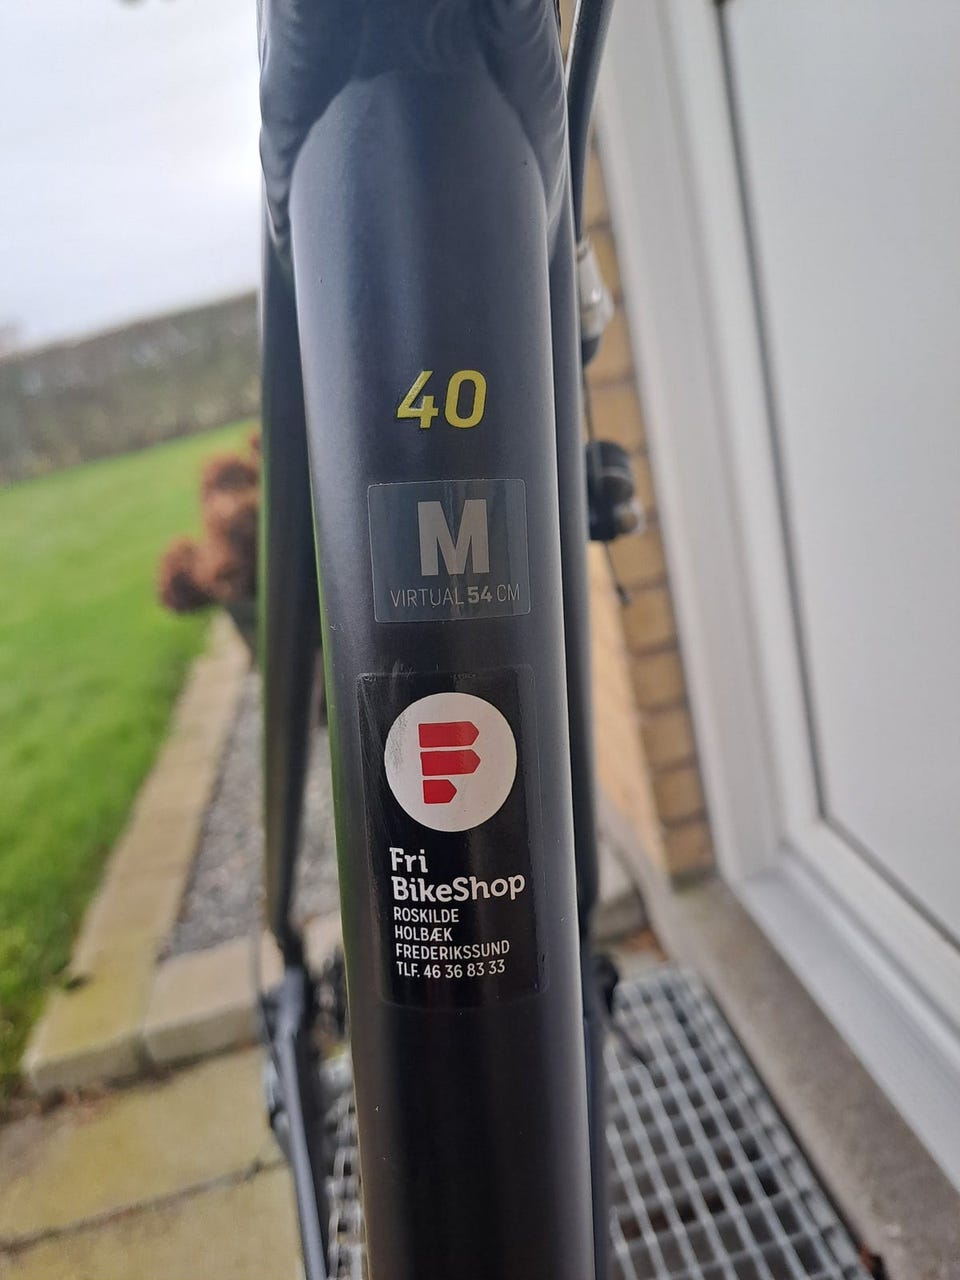 40
M
VIRTUAL 54 CM
Fri
BikeShop
ROSKILDE
HOLBÆK
FREDERIKSSUND
TLF. 46 36 83 33